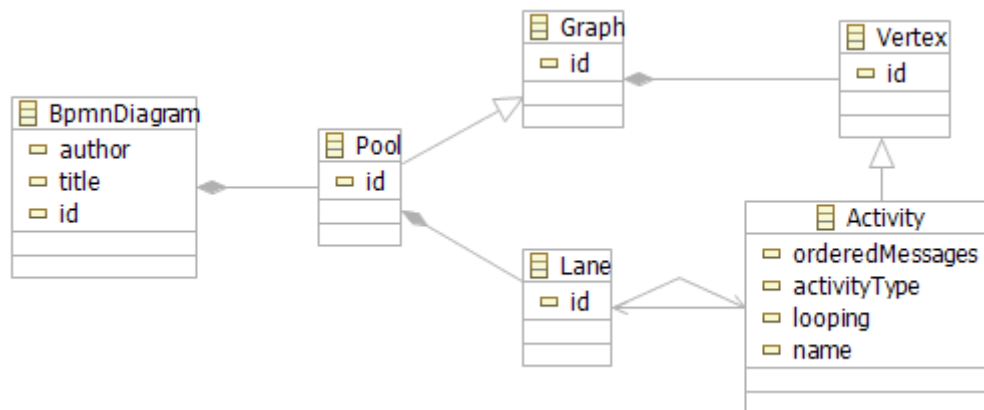 BpmnDiagram
author
title
id
Pool
id
Graph
id
Vertex
id
Lane
id
Activity
orderedMessages
activityType
looping
name